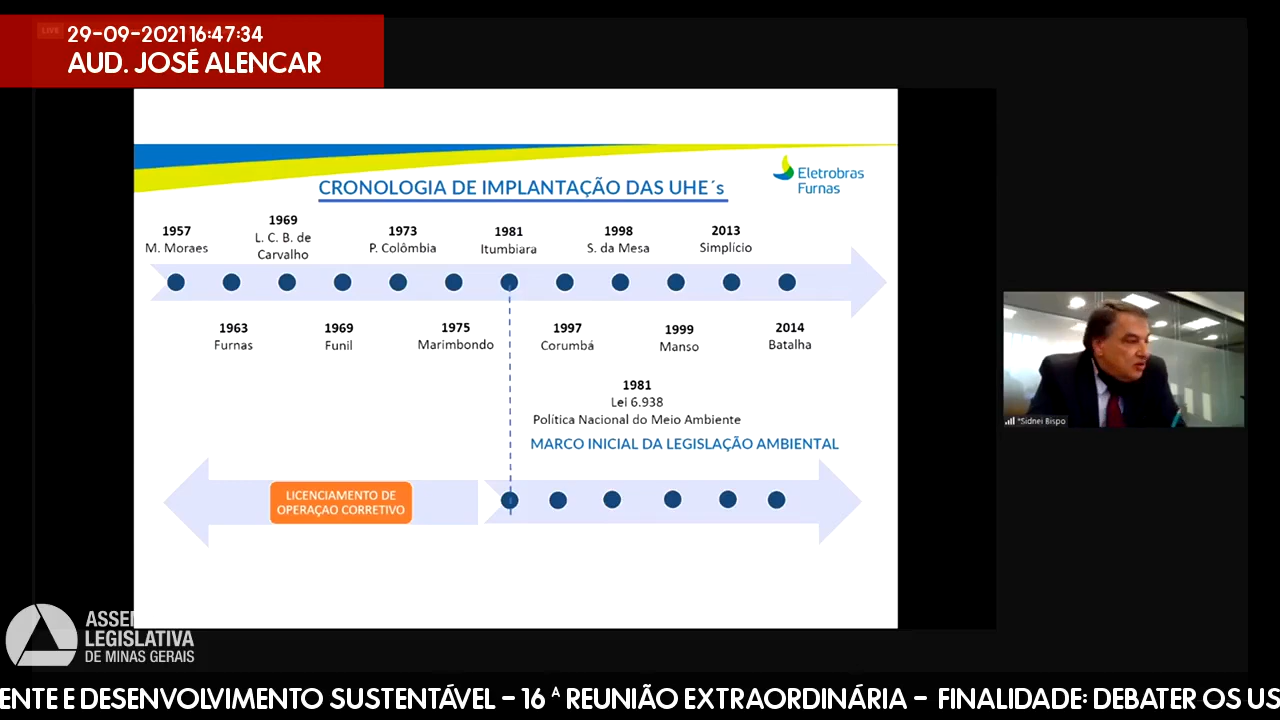 LIVE
29-09-2021 16:47:34
AUD. JOSÉ ALENCAR
Eletrobras
Furnas
CRONOLOGIA DE IMPLANTAÇÃO DAS UHE´s
1957
M. Moraes
1969
L. C. B. de
Carvalho
1973
P. Colômbia
1981
Itumbiara
1998
S. da Mesa
2013
Simplício
1963
Furnas
1969
Funil
1975
Marimbondo
1997
Corumbá
1999
Manso
2014
Batalha
1981
Lei 6.938
Política Nacional do Meio Ambiente
MARCO INICIAL DA LEGISLAÇÃO AMBIENTAL
LICENCIAMENTO DE
OPERAÇAO CORRETIVO
*Sidnei Bispo
ASSE
LEGISLATIVA
DE MINAS GERAIS
ENTE E DESENVOLVIMENTO SUSTENTÁVEL - 16 ª REUNIÃO EXTRAORDINÁRIA - FINALIDADE: DEBATER OS US